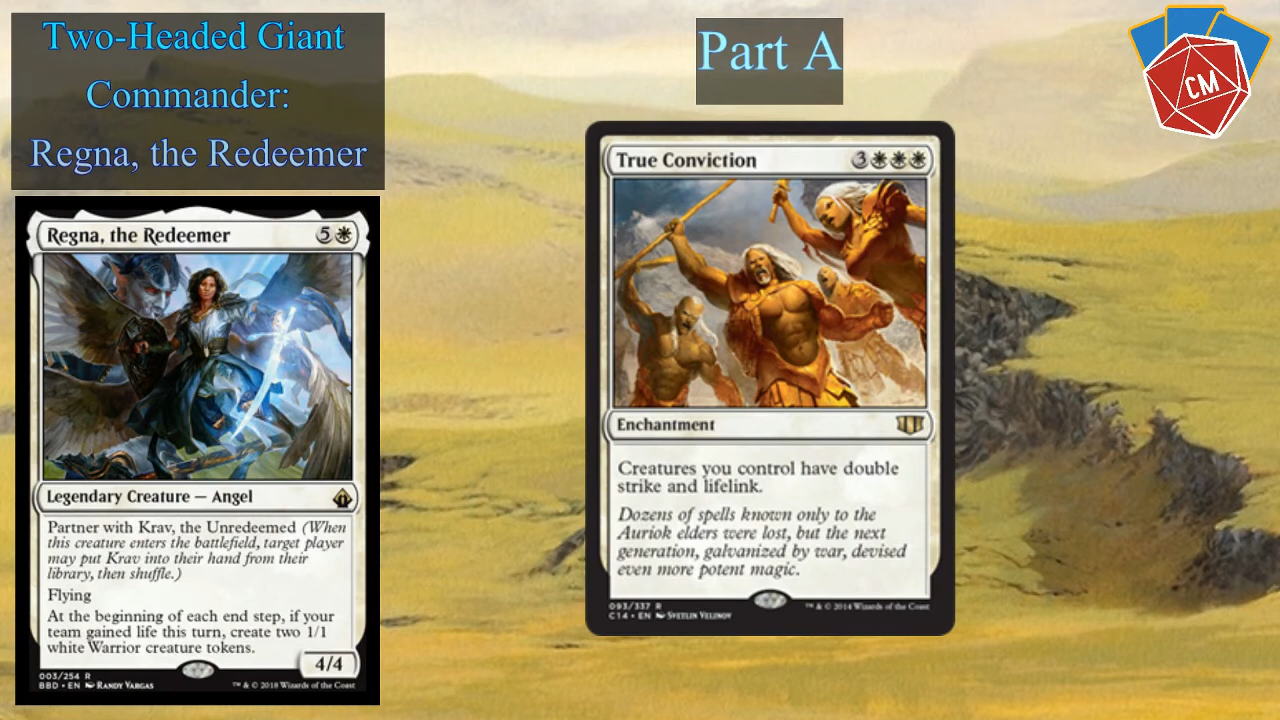 Two-Headed Giant
Commander:
Regna, the Redeemer
Part A
CM
Regna, the Redeemer 5
Legendary Creature — Angel
Partner with Krav, the Unredeemed (When
this creature enters the battlefield, target player
may put Krav into their hand from their
library, then shuffle.)
Flying
At the beginning of each end step, if your
team gained life this turn, create two 1/1
white Warrior creature tokens.
4/4
003/254 R
BBD • EN Randy Vargas
™ & © 2018 Wizards of the Coast
True Conviction 3
Enchantment
Creatures you control have double
strike and lifelink.
Dozens of spells known only to the
Auriok elders were lost, but the next
generation, galvanized by war, devised
even more potent magic.
093/337 R
C14 • EN Svetlin Velinov
™ & © 2014 Wizards of the Coast